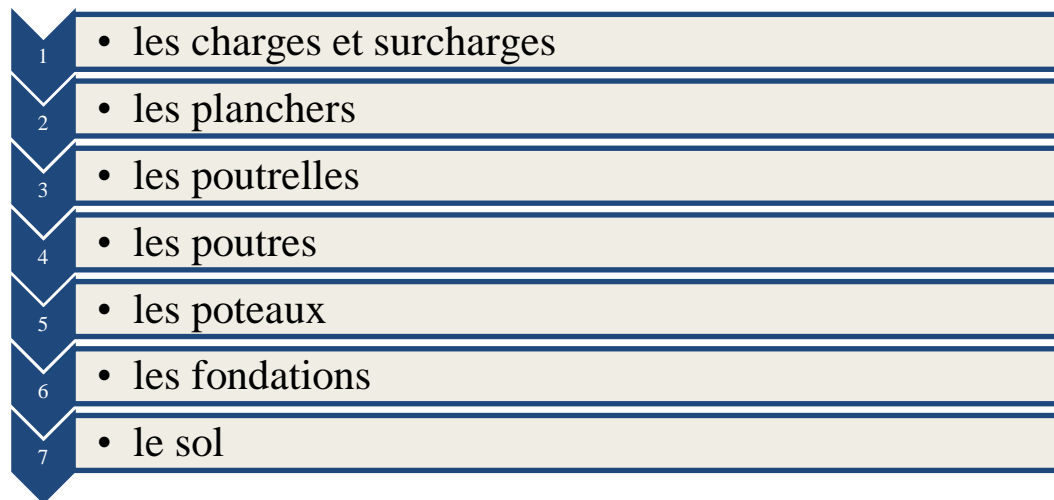 1 • les charges et surcharges
2 • les planchers
3 • les poutrelles
4 • les poutres
5 • les poteaux
6 • les fondations
7 • le sol